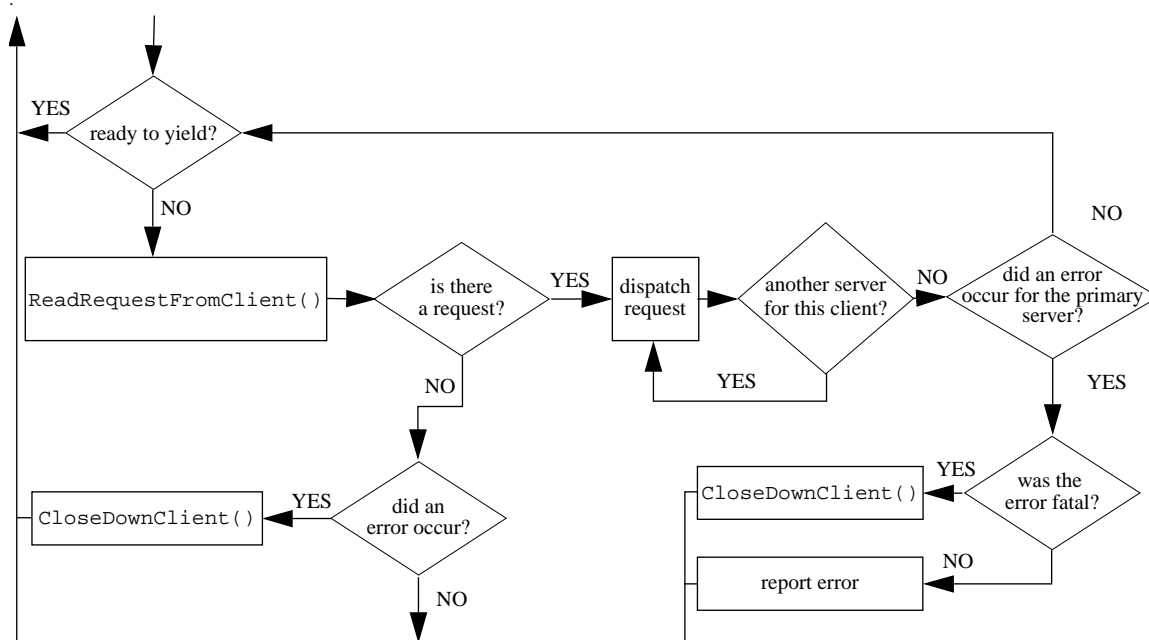 YES
ready to yield?
NO
NO
ReadRequestFromClient()
is there
a request?
YES
dispatch
request
another server
for this client?
NO
did an error
occur for the primary
server?
NO
YES
YES
CloseDownClient()
YES
did an
error occur?
CloseDownClient()
YES
was the
error fatal?
NO
report error
NO